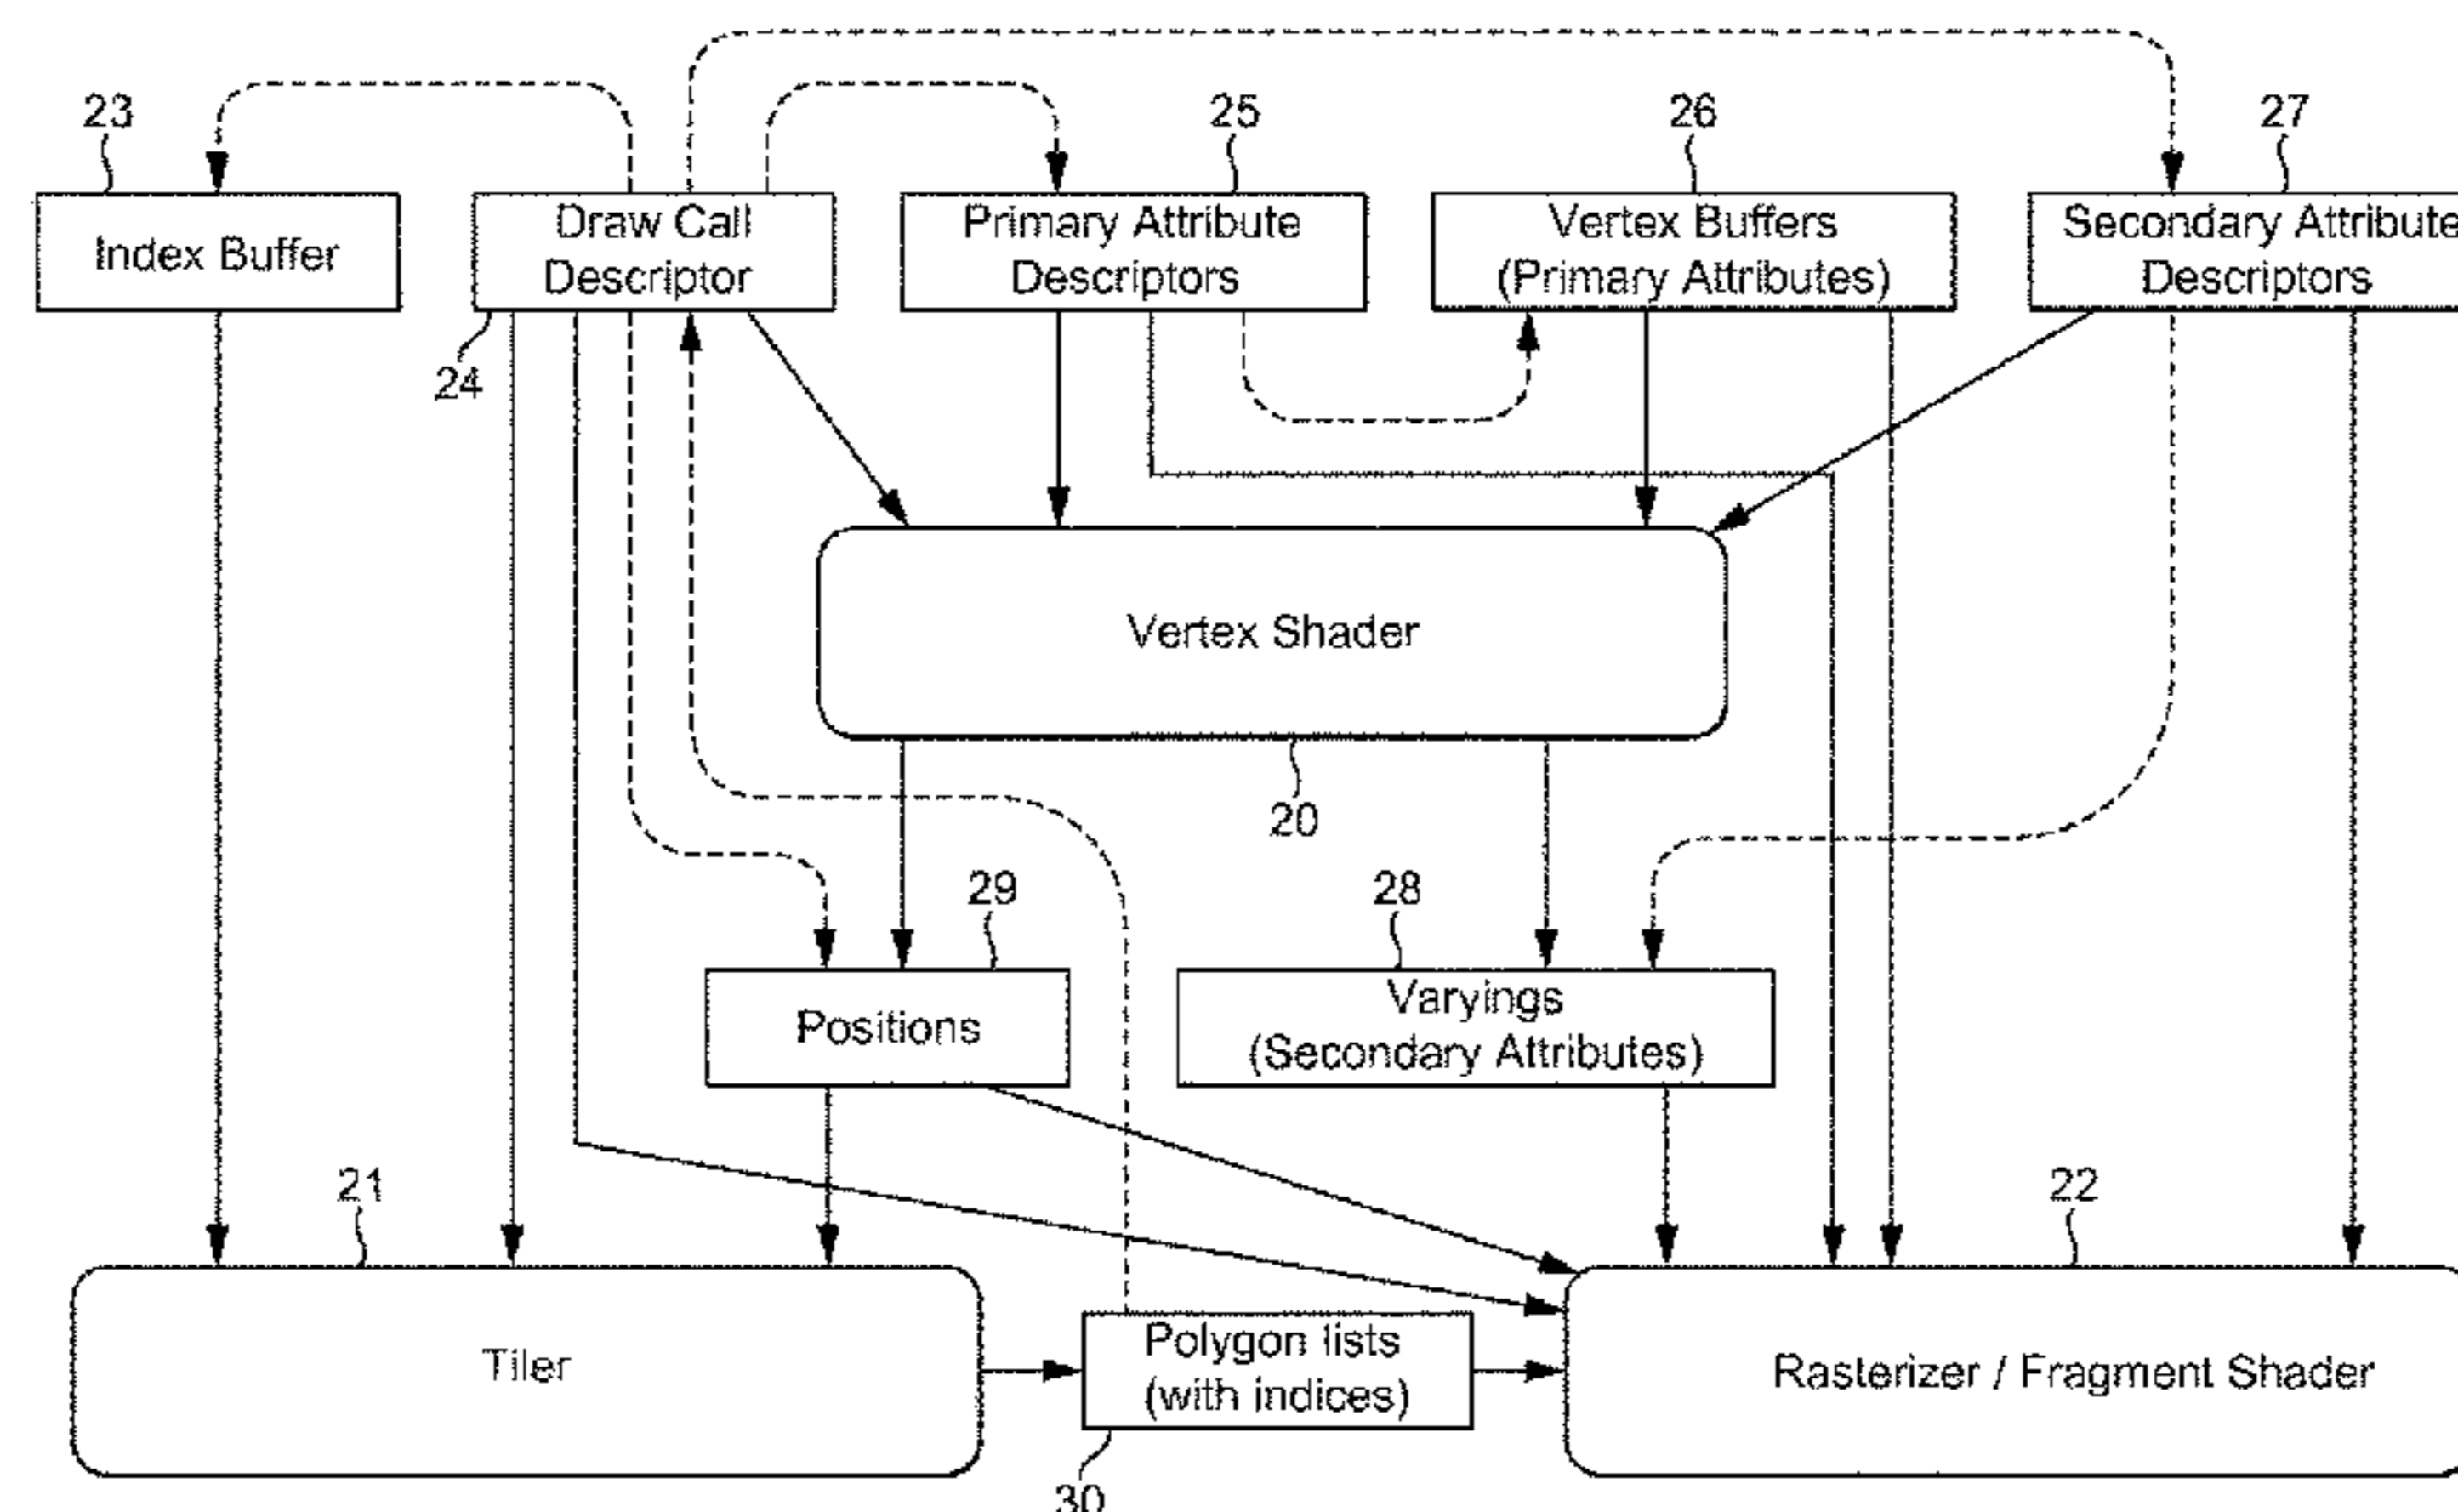 23
25
26
27
Index Buffer
Draw Call
Descriptor
Primary Attribute
Descriptors
Vertex Buffers
(Primary Attributes)
Secondary Attribute
Descriptors
24
Vertex Shader
20
29
28
Positions
Varyings
(Secondary Attributes)
21
22
Tiler
Polygon lists
(with indices)
Rasterizer / Fragment Shader
30